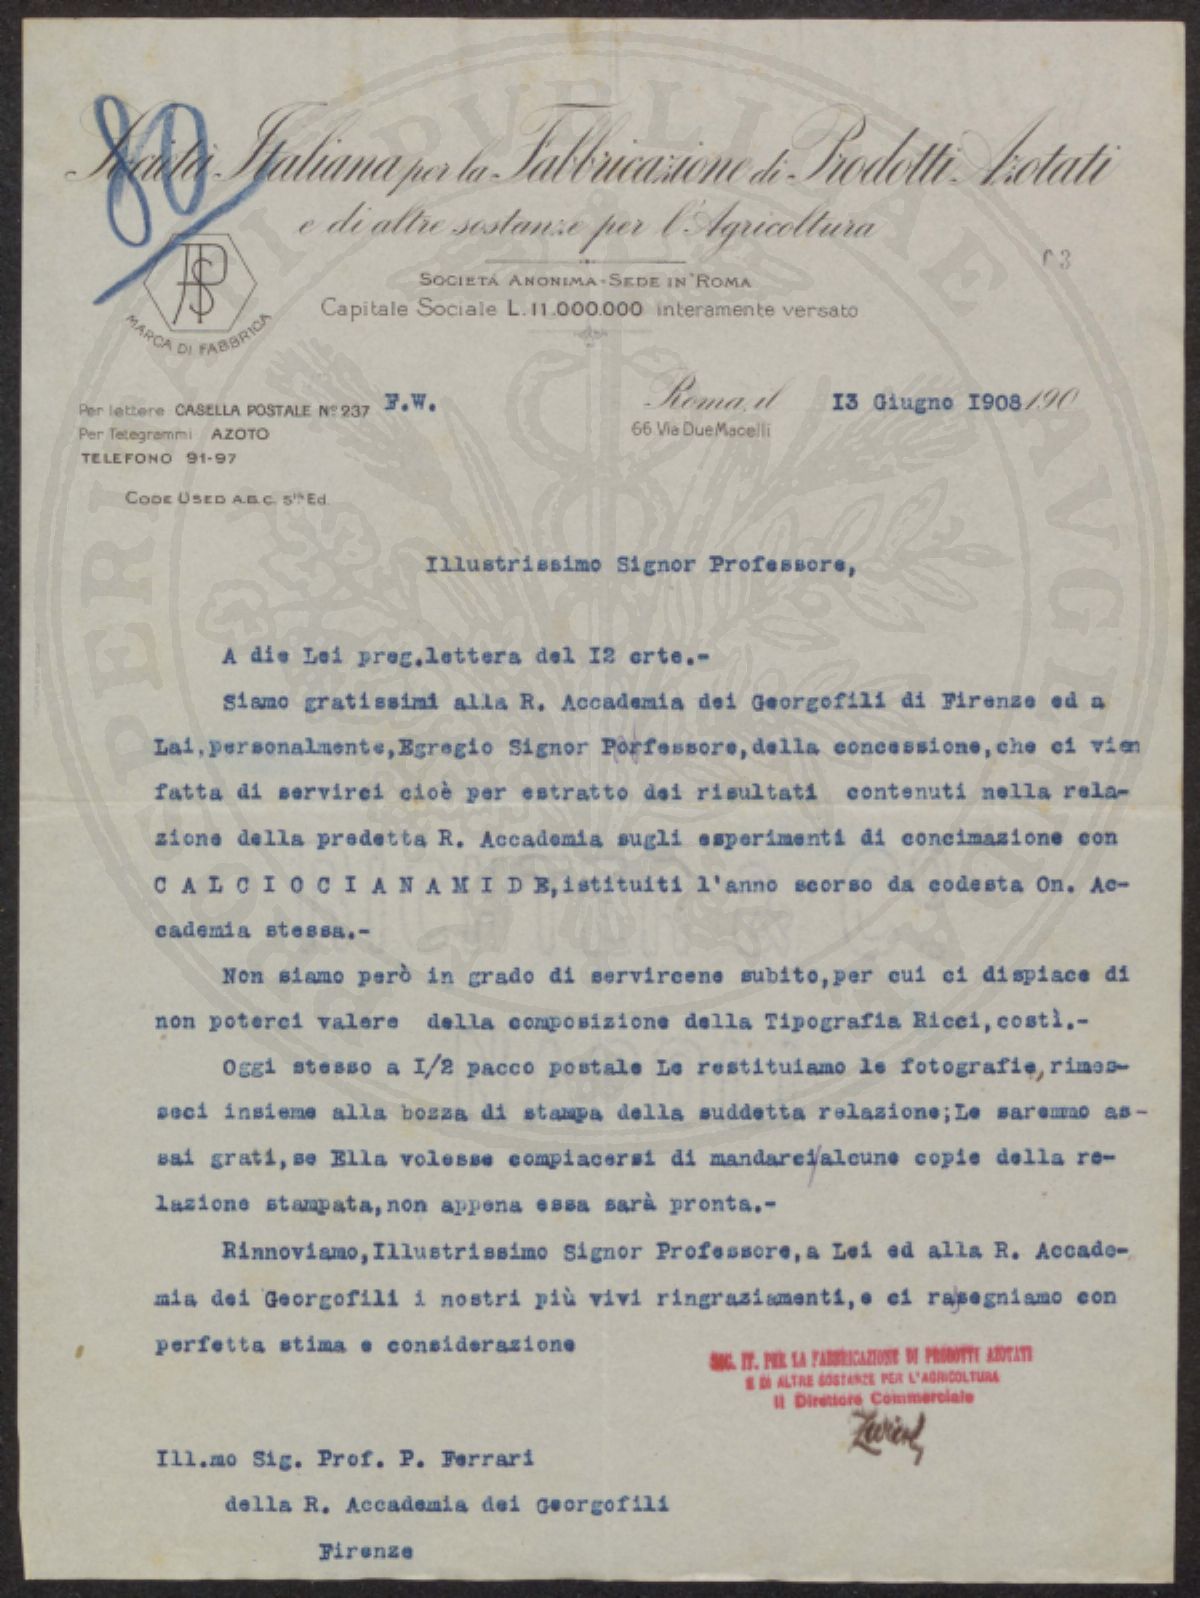 80
Società Italiana per la Fabbricazione di Prodotti Azotati
e di altre sostanze per l'Agricoltura
63
SOCIETÀ ANONIMA - SEDE IN ROMA
Capitale Sociale L. 11.000.000 interamente versato
APS
MARCA DI FABBRICA
Per lettere CASELLA POSTALE Nº 237 F.W.
Roma, il 13 Giugno 1908 190
Per Telegrammi AZOTO
66 Via Due Macelli
TELEFONO 91-97
CODE USED A.B.C. 5th Ed.
Illustrissimo Signor Professore,
A die Lei preg.lettera del I2 crte.-
Siamo gratissimi alla R. Accademia dei Georgofili di Firenze ed a
Lai,personalmente,Egregio Signor Porfessore,della concessione,che ci vien
fatta di servirci cioè per estratto dei risultati contenuti nella rela-
zione della predetta R. Accademia sugli esperimenti di concimazione con
C A L C I O C I A N A M I D E,istituiti l'anno scorso da codesta On. Ac-
cademia stessa.-
Non siamo però in grado di servircene subito,per cui ci dispiace di
non poterci valere della composizione della Tipografia Ricci,costì.-
Oggi stesso a I/2 pacco postale Le restituiamo le fotografie,rimes-
seci insieme alla bozza di stampa della suddetta relazione;Le saremmo as-
sai grati,se Ella volesse compiacersi di mandarci/alcune copie della re-
lazione stampata,non appena essa sarà pronta.-
Rinnoviamo,Illustrissimo Signor Professore,a Lei ed alla R. Accade-
mia dei Georgofili i nostri più vivi ringraziamenti,e ci rassegniamo con
perfetta stima e considerazione
SOC. IT. PER LA FABBRICAZIONE DI PRODOTTI AZOTATI
E DI ALTRE SOSTANZE PER L'AGRICOLTURA
Il Direttore Commerciale
Ill.mo Sig. Prof. P. Ferrari
della R. Accademia dei Georgofili
Firenze